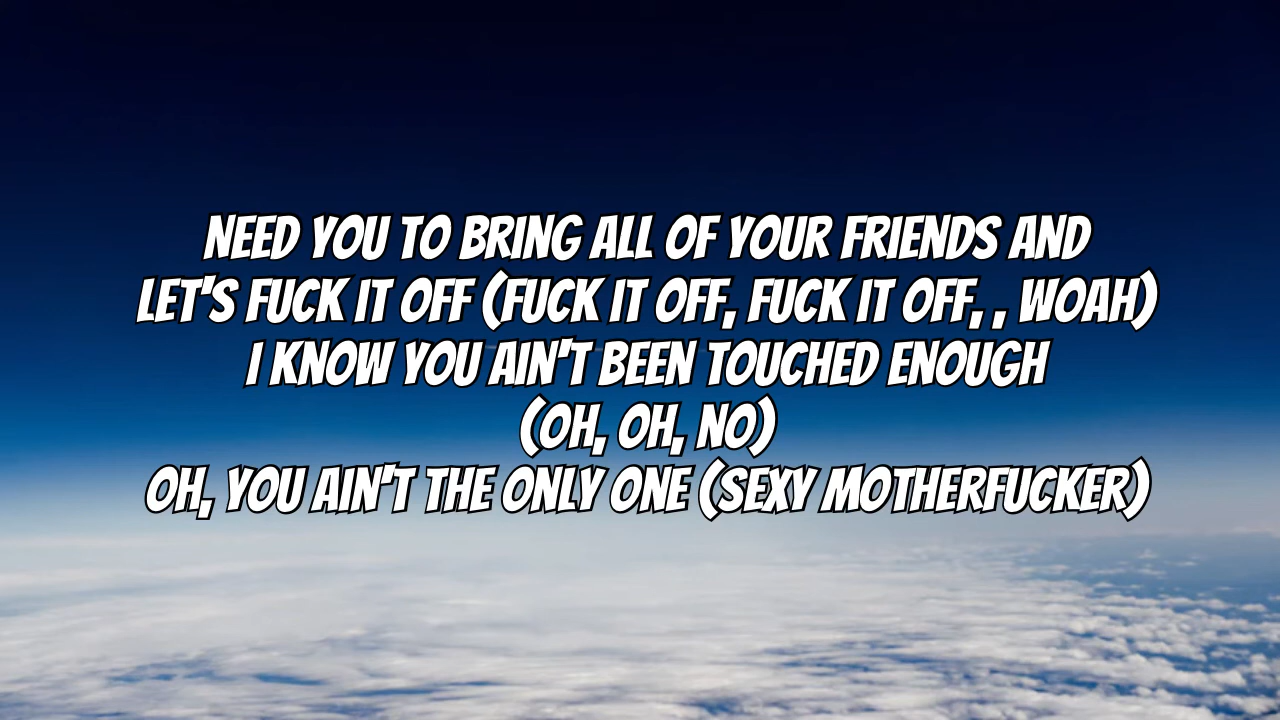 NEED YOU TO BRING ALL OF YOUR FRIENDS AND
LET'S FUCK IT OFF (FUCK IT OFF, FUCK IT OFF, , WOAH)
I KNOW YOU AIN'T BEEN TOUCHED ENOUGH
(OH, OH, NO)
OH, YOU AIN'T THE ONLY ONE (SEXY MOTHERFUCKER)